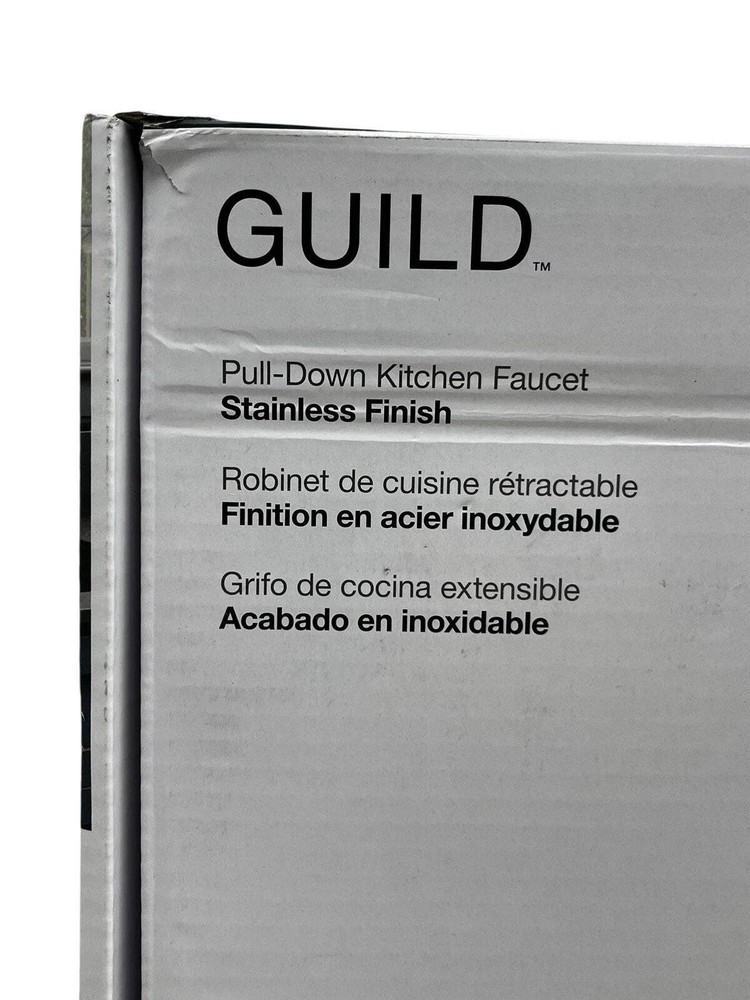 GUILD™
Pull-Down Kitchen Faucet
Stainless Finish
Robinet de cuisine rétractable
Finition en acier inoxydable
Grifo de cocina extensible
Acabado en inoxidable